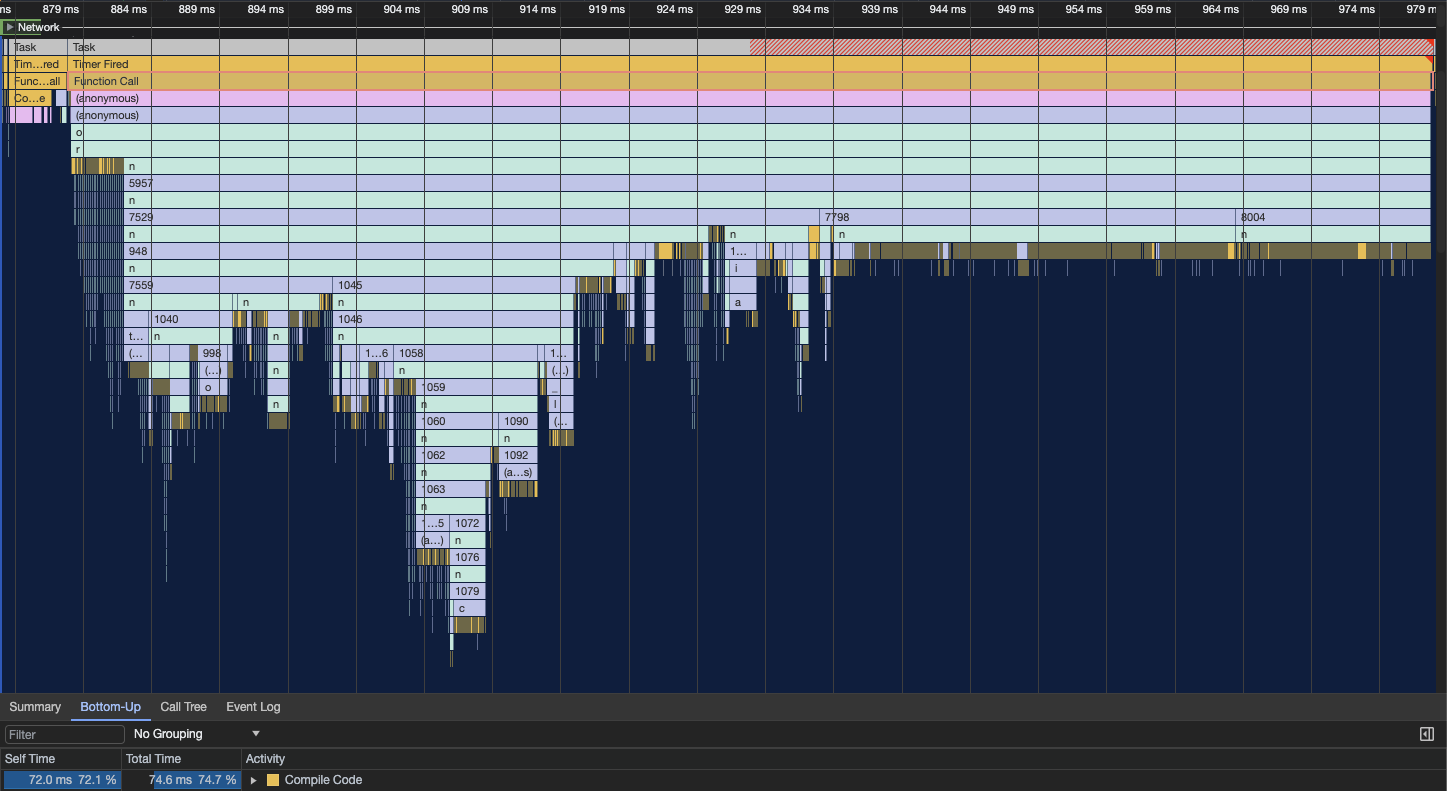 ms 879 ms 884 ms 889 ms 894 ms 899 ms 904 ms 909 ms 914 ms 919 ms 924 ms 929 ms 934 ms 939 ms 944 ms 949 ms 954 ms 959 ms 964 ms 969 ms 974 ms 979 m
Network
Task Task
Tim...red Timer Fired
Func...all Function Call
Co...e (anonymous)
(anonymous)
o
r
n
5957
n
7529 7798 8004
n n n n
948 1...
n i
7559 1045
n n n a
1040 1046
t... n n n
(... 998 1...6 1058 1...
(...) n n (...)
o 1059 _
n n l
1060 1090 (...
n n
1062 1092
n (a...s)
1063
n
1...5 1072
(a...) n
1076
n
1079
c
Summary Bottom-Up Call Tree Event Log
Filter No Grouping
Self Time Total Time Activity
72.0 ms 72.1 % 74.6 ms 74.7 % Compile Code